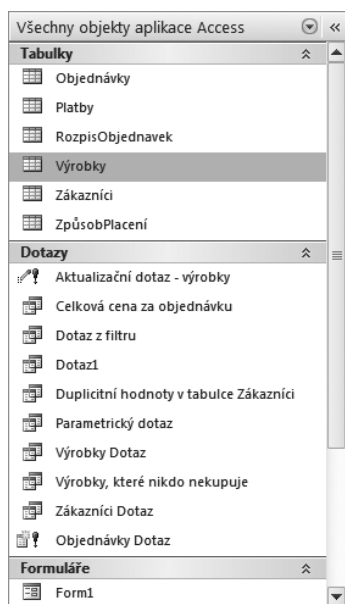 Všechny objekty aplikace Access
Tabulky
Objednávky
Platby
RozpisObjednavek
Výrobky
Zákazníci
ZpůsobPlacení
Dotazy
Aktualizační dotaz - výrobky
Celková cena za objednávku
Dotaz z filtru
Dotaz1
Duplicitní hodnoty v tabulce Zákazníci
Parametrický dotaz
Výrobky Dotaz
Výrobky, které nikdo nekupuje
Zákazníci Dotaz
Objednávky Dotaz
Formuláře
Form1